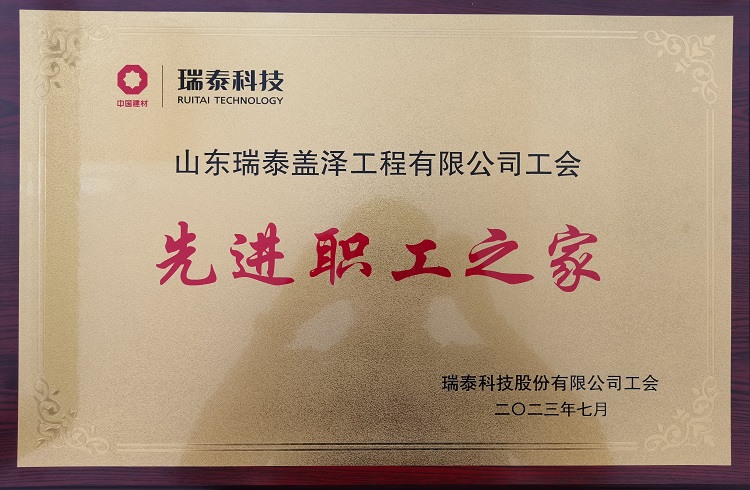 中国建材
瑞泰科技
RUITAI TECHNOLOGY
山东瑞泰盖泽工程有限公司工会
先进职工之家
瑞泰科技股份有限公司工会
二〇二三年七月